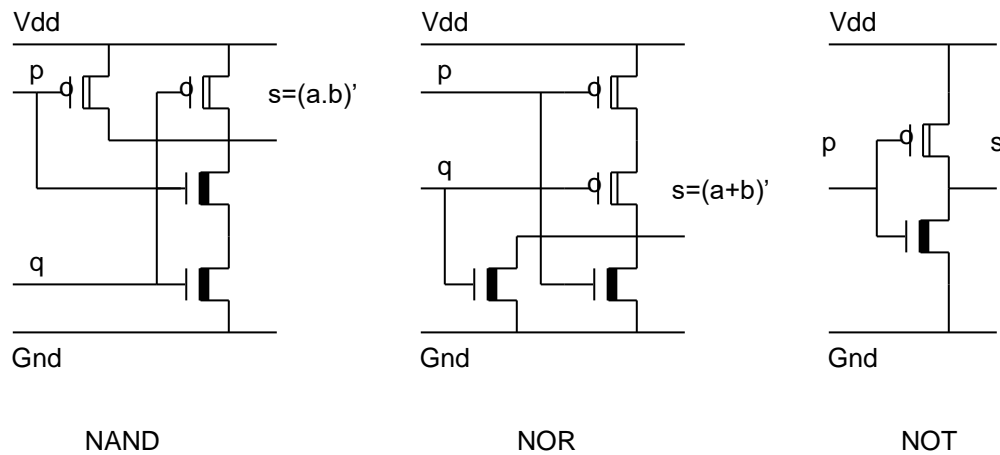 Vdd
p
s=(a.b)’
q
Gnd
NAND
Vdd
p
q
s=(a+b)’
Gnd
NOR
Vdd
p
s
Gnd
NOT